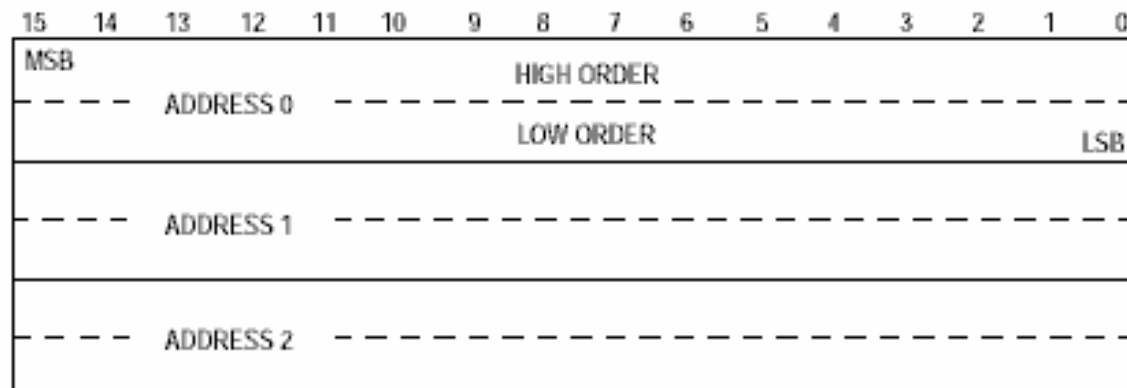 15 14 13 12 11 10 9 8 7 6 5 4 3 2 1 0
MSB
HIGH ORDER
ADDRESS 0
LOW ORDER
LSB
ADDRESS 1
ADDRESS 2